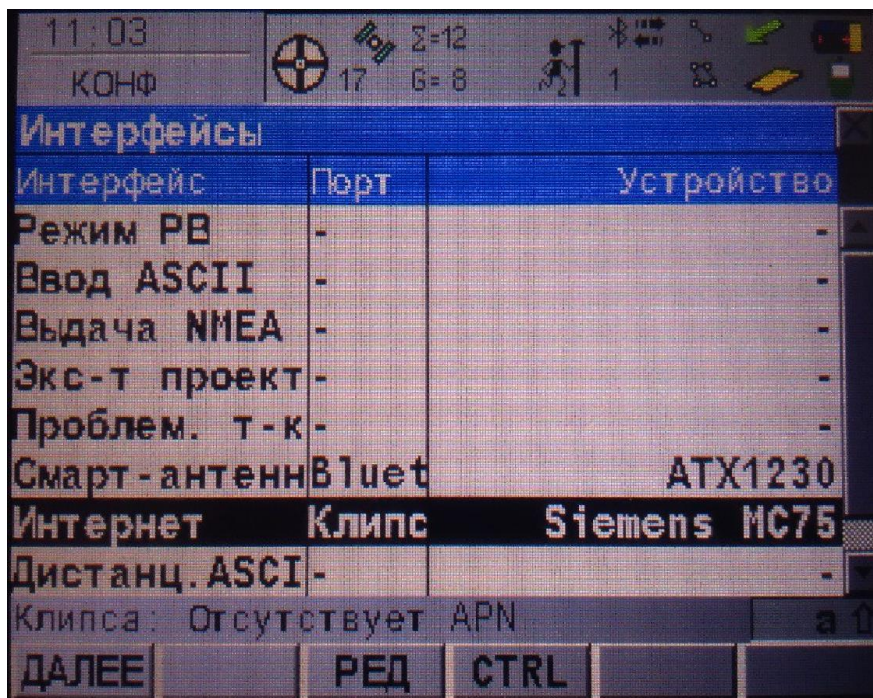 11:03
Σ=12
КОНФ
17 G= 8 1
Интерфейсы
Интерфейс Порт Устройство
Режим РВ - -
Ввод ASCII - -
Выдача NMEA - -
Экс-т проект - -
Проблем. т-к - -
Смарт-антенн Bluet ATX1230
Интернет Клипс Siemens MC75
Дистанц.ASCI - -
Клипса: Отсутствует APN a
ДАЛЕЕ РЕД CTRL